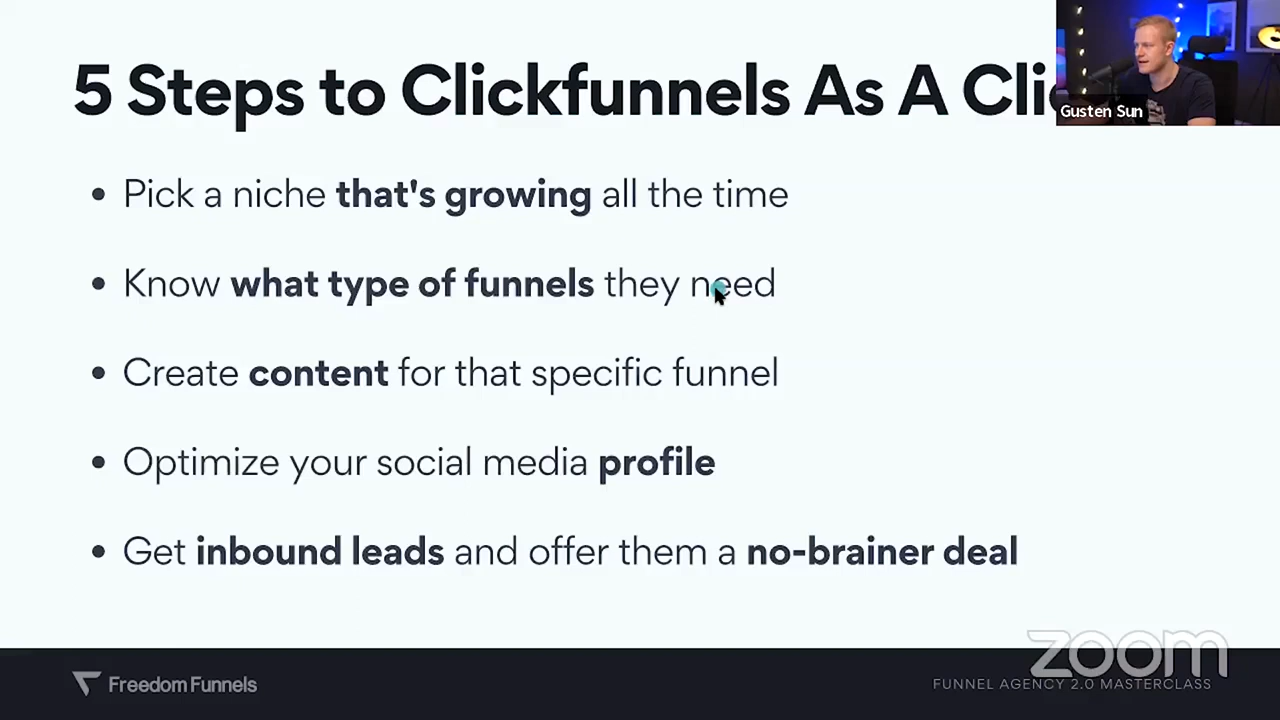 5 Steps to Clickfunnels As A
Gusten Sun
• Pick a niche that's growing all the time
• Know what type of funnels they need
• Create content for that specific funnel
• Optimize your social media profile
• Get inbound leads and offer them a no-brainer deal
zoom
Freedom Funnels
FUNNEL AGENCY 2.0 MASTERCLASS